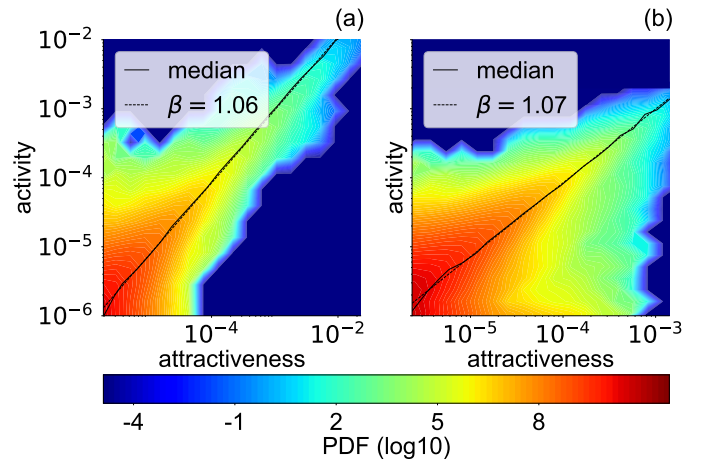 (a)
(b)
activity
10⁻²
10⁻³
10⁻⁴
10⁻⁵
10⁻⁶
median
β = 1.06
median
β = 1.07
10⁻⁴
10⁻²
10⁻⁵
10⁻⁴
10⁻³
attractiveness
activity
attractiveness
-4
-1
2
8
PDF (log10)